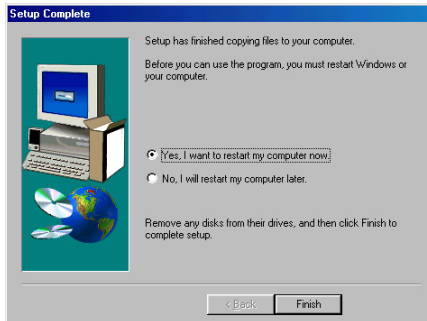 Setup Complete
Setup has finished copying files to your computer.
Before you can use the program, you must restart Windows or
your computer.
Yes, I want to restart my computer now.
No, I will restart my computer later.
Remove any disks from their drives, and then click Finish to
complete setup.
< Back
Finish